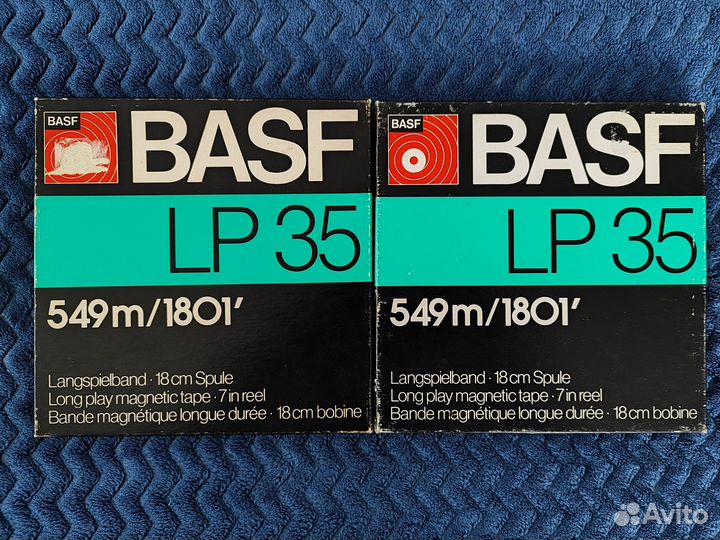 BASF
BASF
LP 35
549m/1801'
Langspielband · 18 cm Spule
Long play magnetic tape · 7 in reel
Bande magnétique longue durée · 18 cm bobine
BASF
BASF
LP 35
549m/1801'
Langspielband · 18 cm Spule
Long play magnetic tape · 7 in reel
Bande magnétique longue durée · 18 cm bobine
Avito